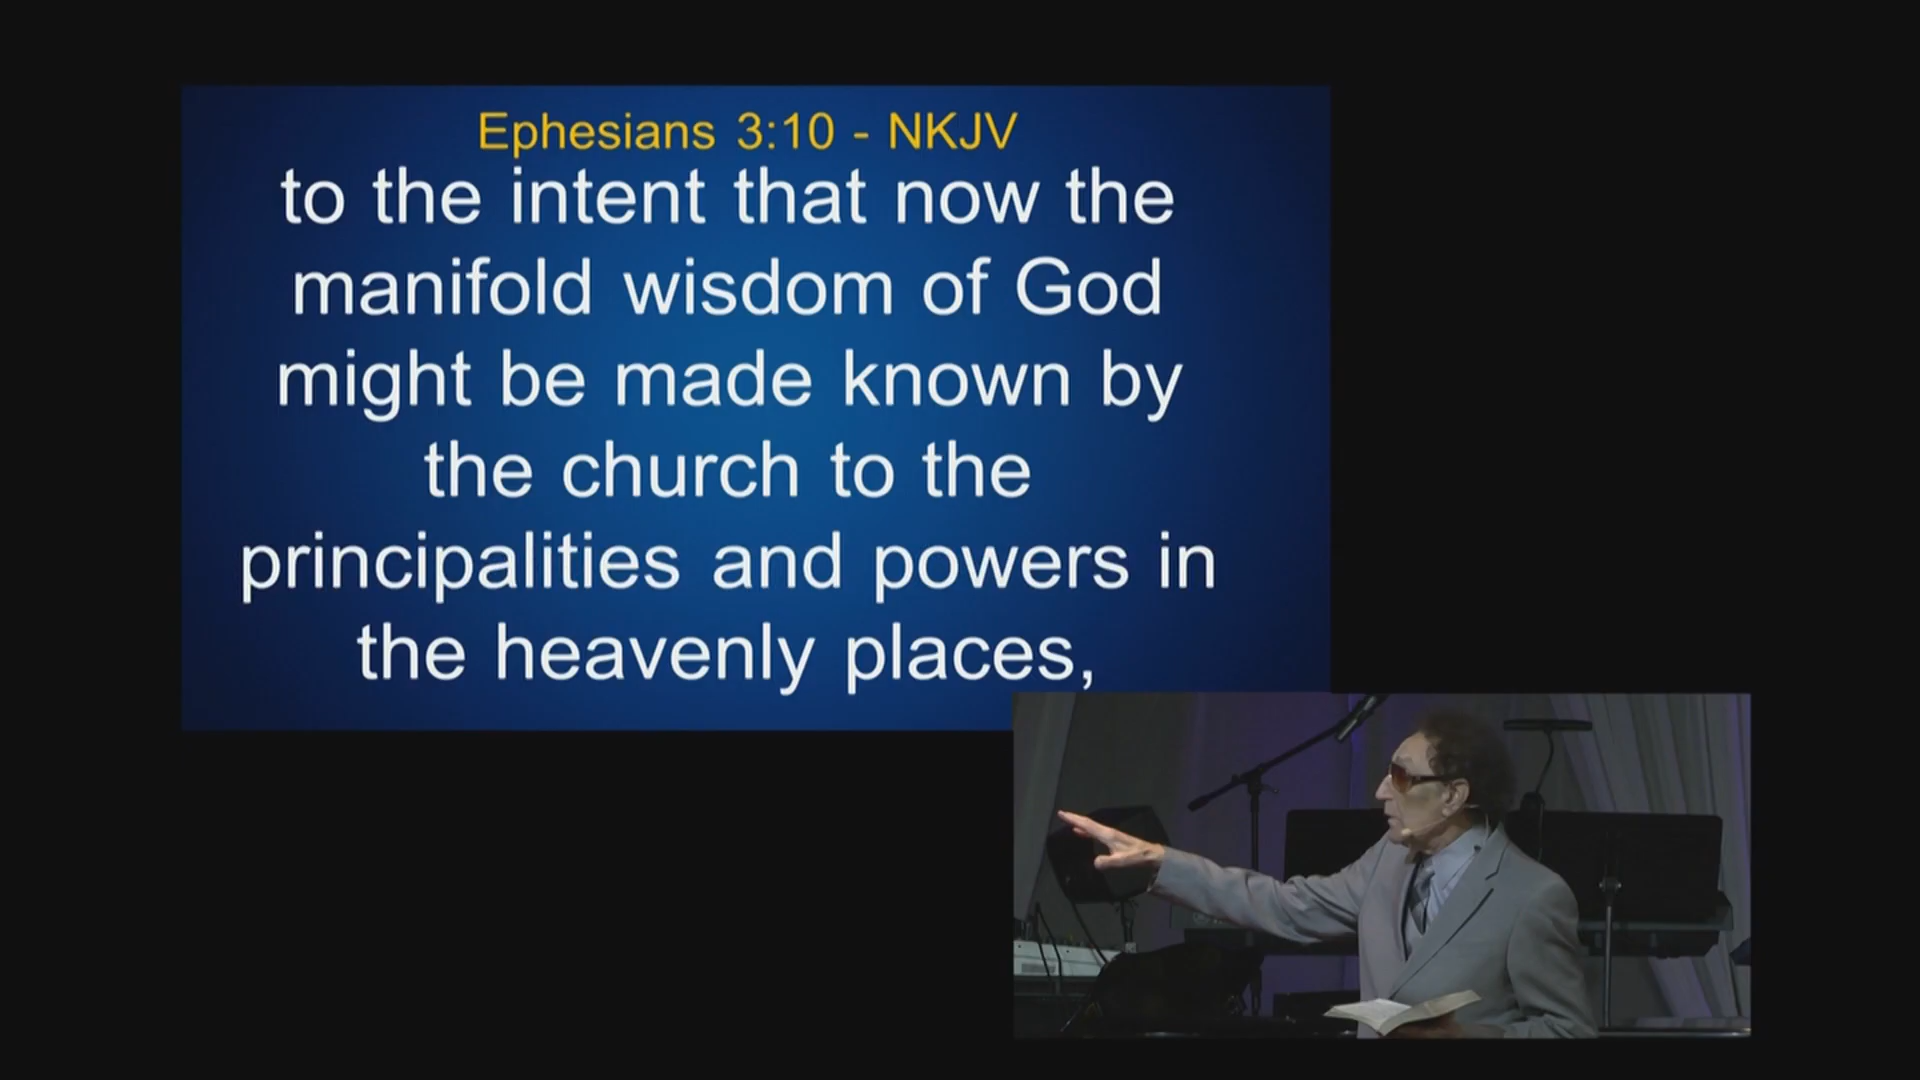 Ephesians 3:10 - NKJV
to the intent that now the
manifold wisdom of God
might be made known by
the church to the
principalities and powers in
the heavenly places,